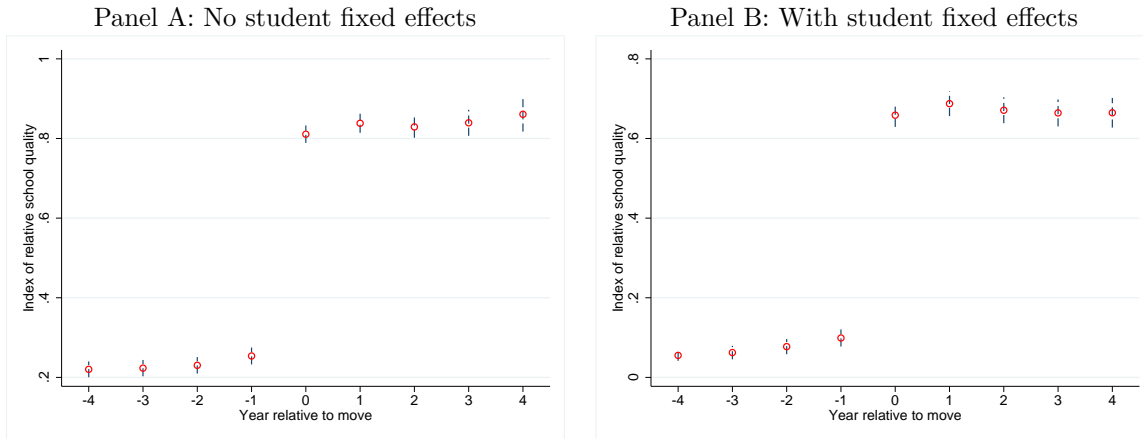 Panel A: No student fixed effects
Index of relative school quality
1
.8
.6
.4
.2
-4 -3 -2 -1 0 1 2 3 4
Year relative to move
Panel B: With student fixed effects
Index of relative school quality
.8
.6
.4
.2
0
-4 -3 -2 -1 0 1 2 3 4
Year relative to move